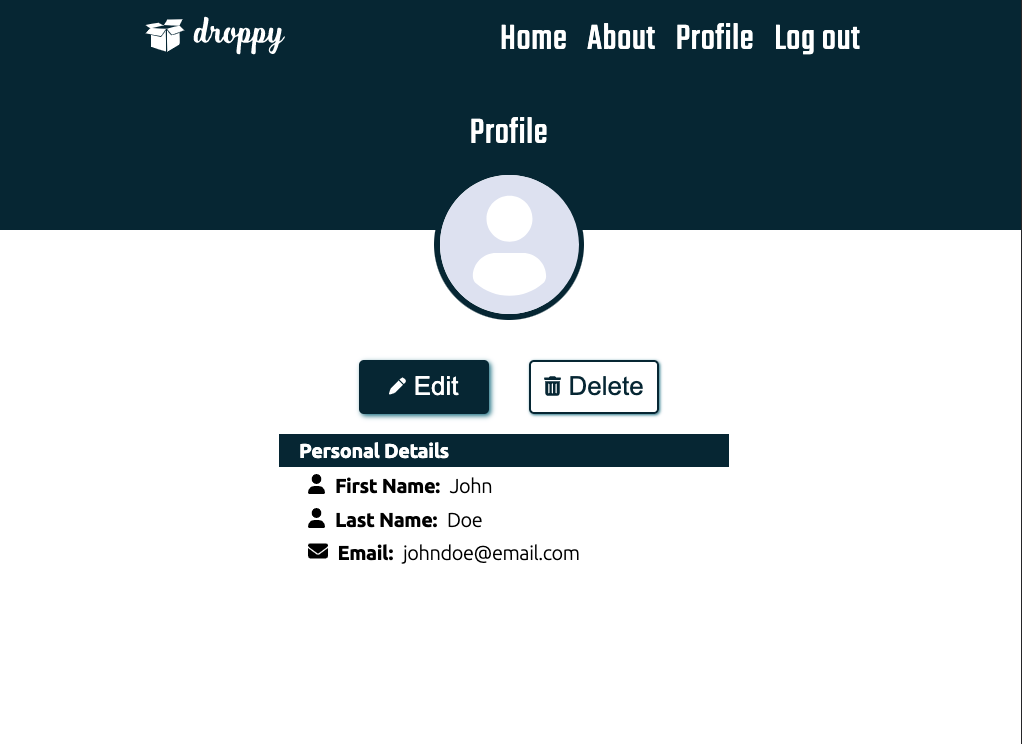 droppy Home About Profile Log out
Profile
Edit Delete
Personal Details
First Name: John
Last Name: Doe
Email: johndoe@email.com